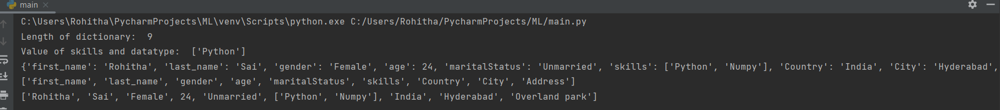 main
C:\Users\Rohitha\PycharmProjects\ML\venv\Scripts\python.exe C:/Users/Rohitha/PycharmProjects/ML/main.py
Length of dictionary:  9
Value of skills and datatype:  ['Python']
{'first_name': 'Rohitha', 'last_name': 'Sai', 'gender': 'Female', 'age': 24, 'maritalStatus': 'Unmarried', 'skills': ['Python', 'Numpy'], 'Country': 'India', 'City': 'Hyderabad',
['first_name', 'last_name', 'gender', 'age', 'maritalStatus', 'skills', 'Country', 'City', 'Address']
['Rohitha', 'Sai', 'Female', 24, 'Unmarried', ['Python', 'Numpy'], 'India', 'Hyderabad', 'Overland park']